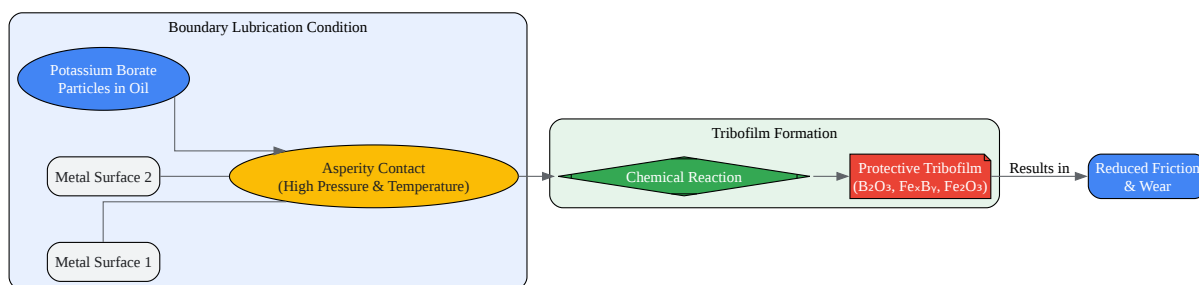 Boundary Lubrication Condition
Potassium Borate
Particles in Oil
Metal Surface 2
Asperity Contact
(High Pressure & Temperature)
Metal Surface 1
Tribofilm Formation
Chemical Reaction
Protective Tribofilm
(B₂O₃, FeₓBᵧ, Fe₂O₃)
Results in
Reduced Friction
& Wear